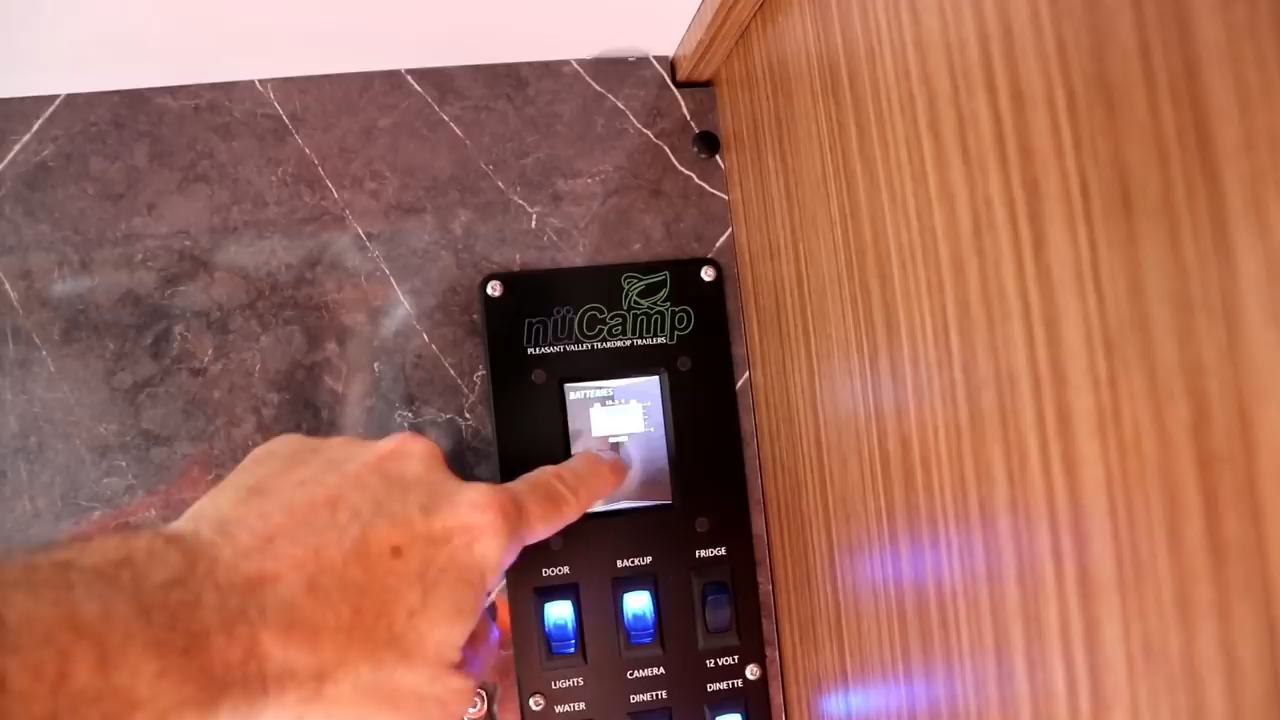 nüCamp
PLEASANT VALLEY TEARDROP TRAILERS
BATTERIES
DOOR
BACKUP
FRIDGE
LIGHTS
CAMERA
12 VOLT
WATER
DINETTE
DINETTE